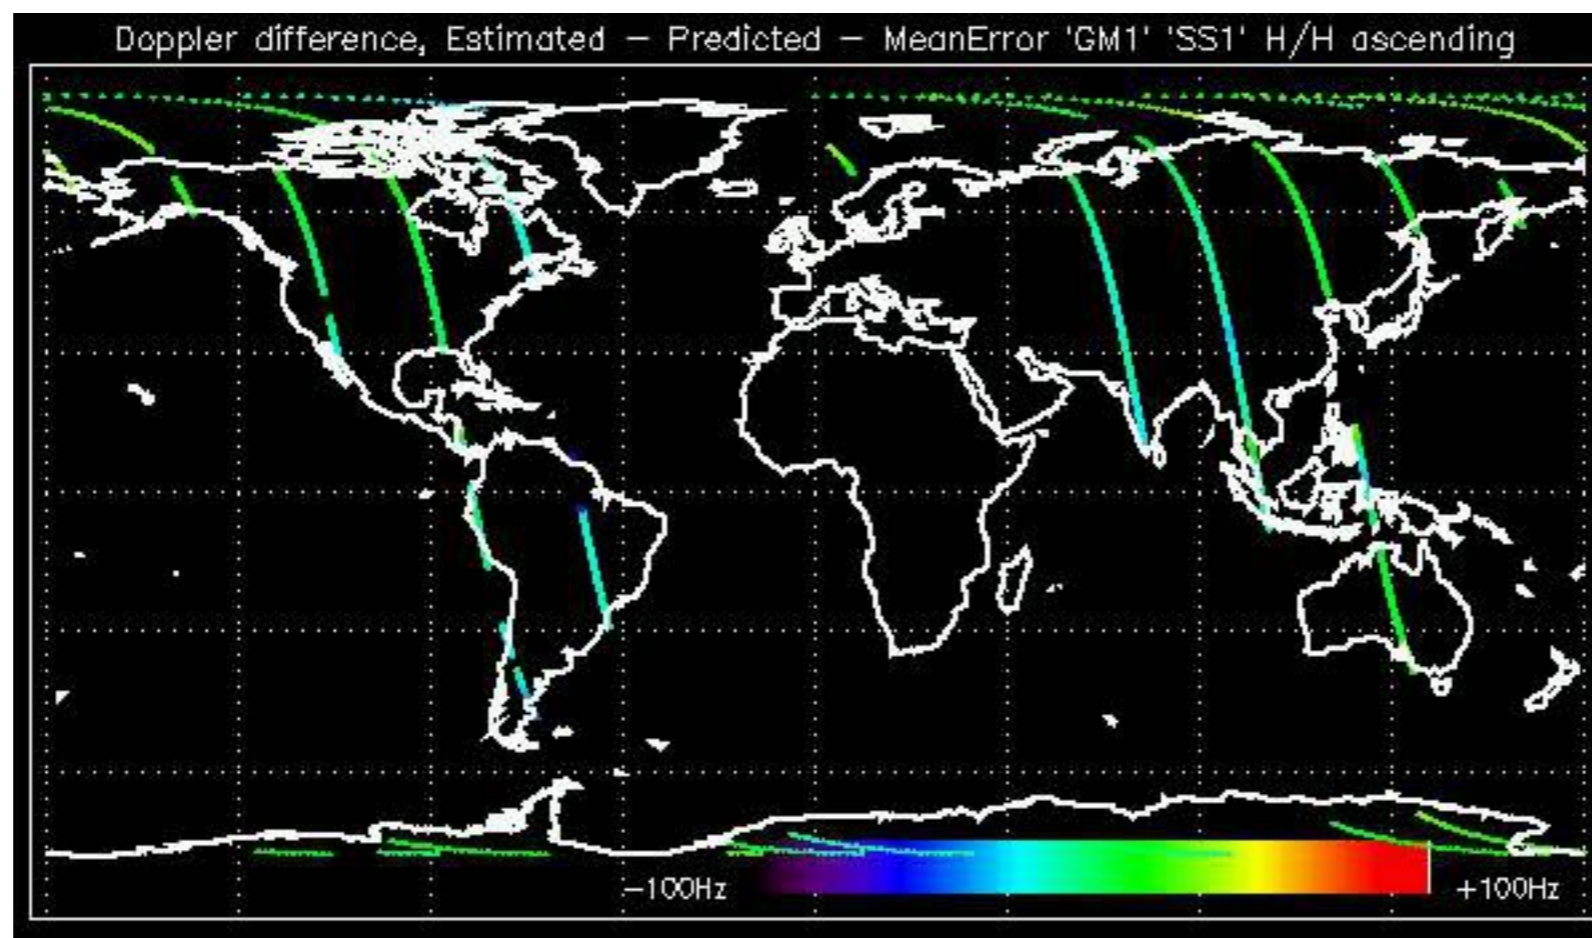 Doppler difference, Estimated – Predicted – MeanError 'GM1' 'SS1' H/H ascending
-100Hz +100Hz